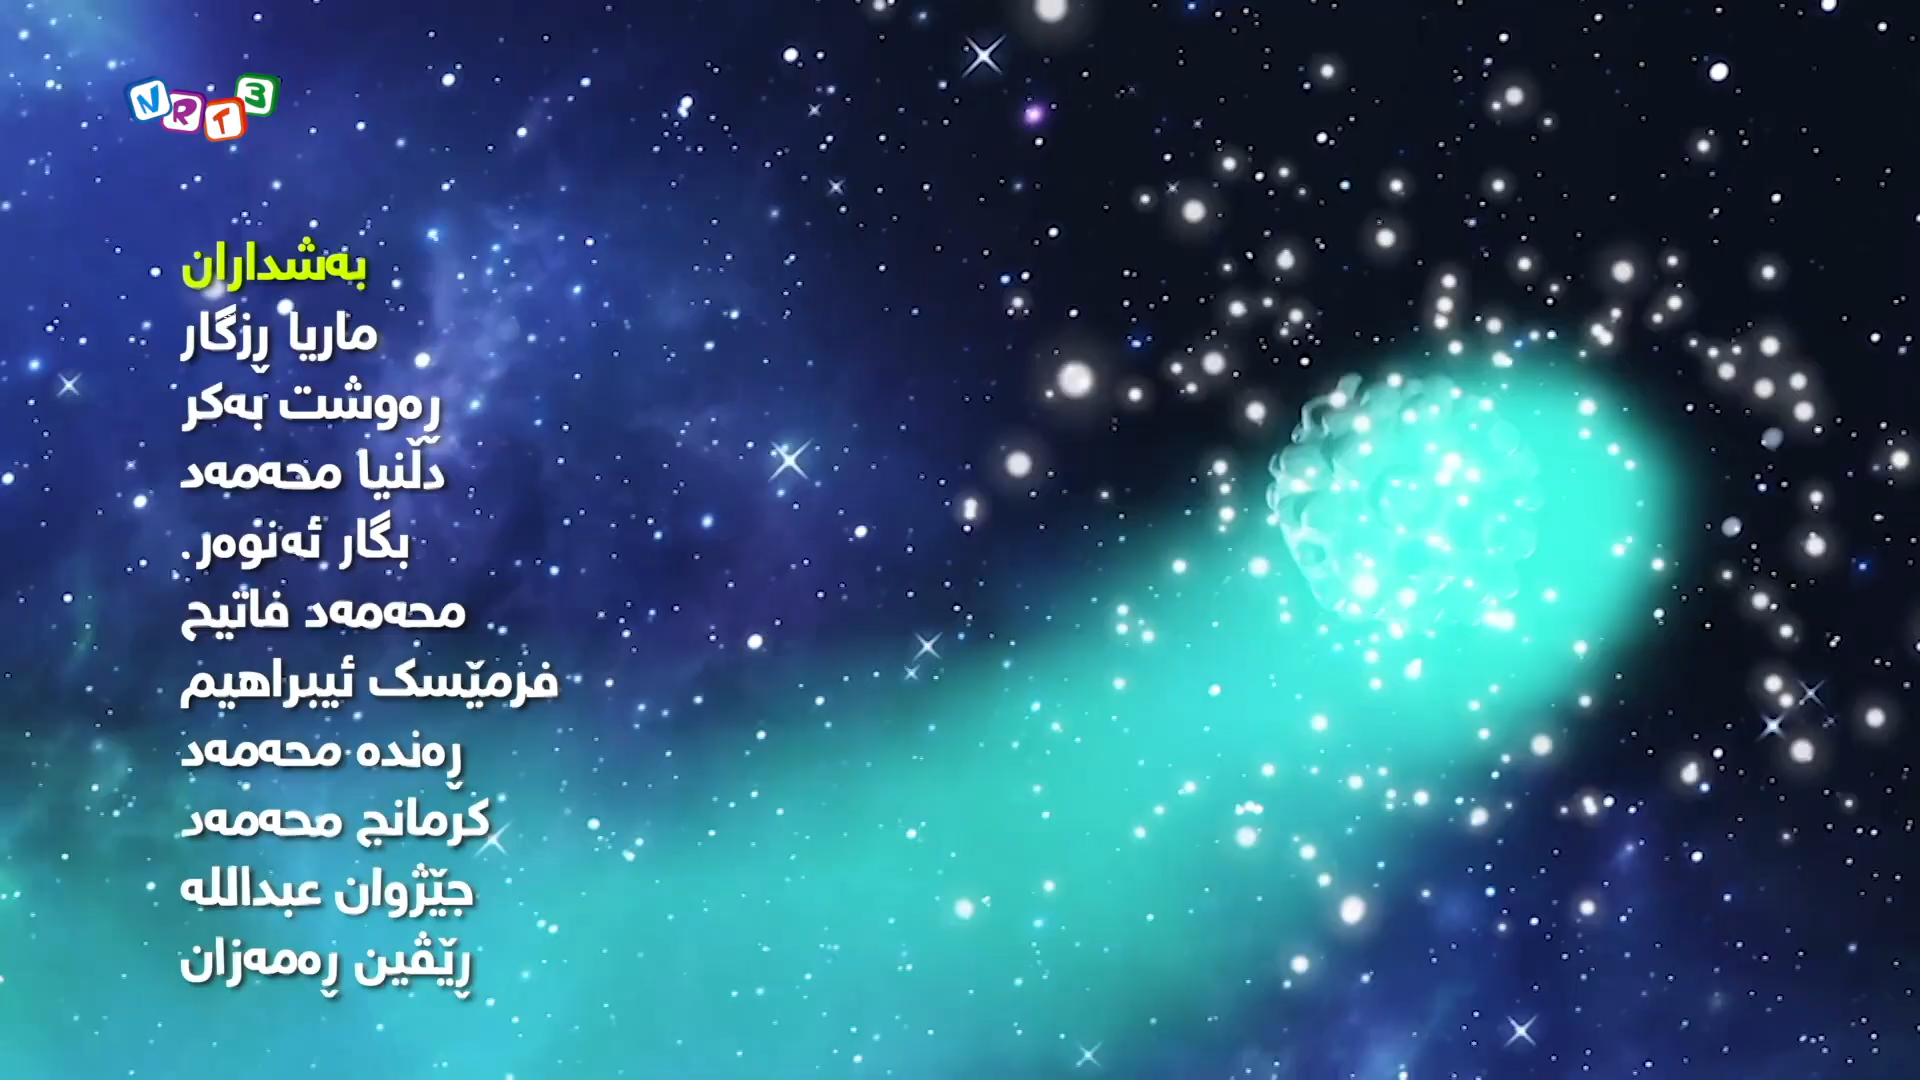 NRT3
بەشداران
ماریا ڕزگار
ڕەوشت بەکر
دڵنیا محەمەد
بگار ئەنوەر.
محەمەد فاتیح
فرمێسک ئیبراهیم
ڕەندە محەمەد
کرمانج محەمەد
جێژوان عبداللە
ڕێڤین ڕەمەزان